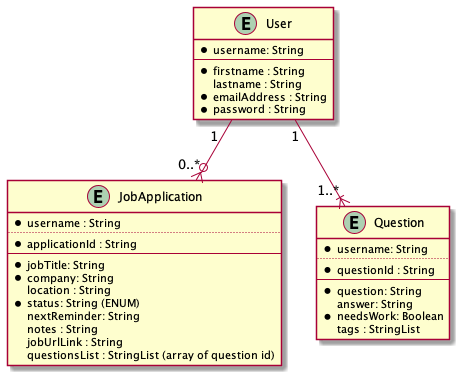 E User
● username: String
● firstname : String
lastname : String
● emailAddress : String
● password : String
1
1
0..*
1..*
E JobApplication
● username : String
● applicationId : String
● jobTitle: String
● company: String
location : String
● status: String (ENUM)
nextReminder: String
notes : String
jobUrlLink : String
questionsList : StringList (array of question id)
E Question
● username: String
● questionId : String
● question: String
answer: String
● needsWork: Boolean
tags : StringList